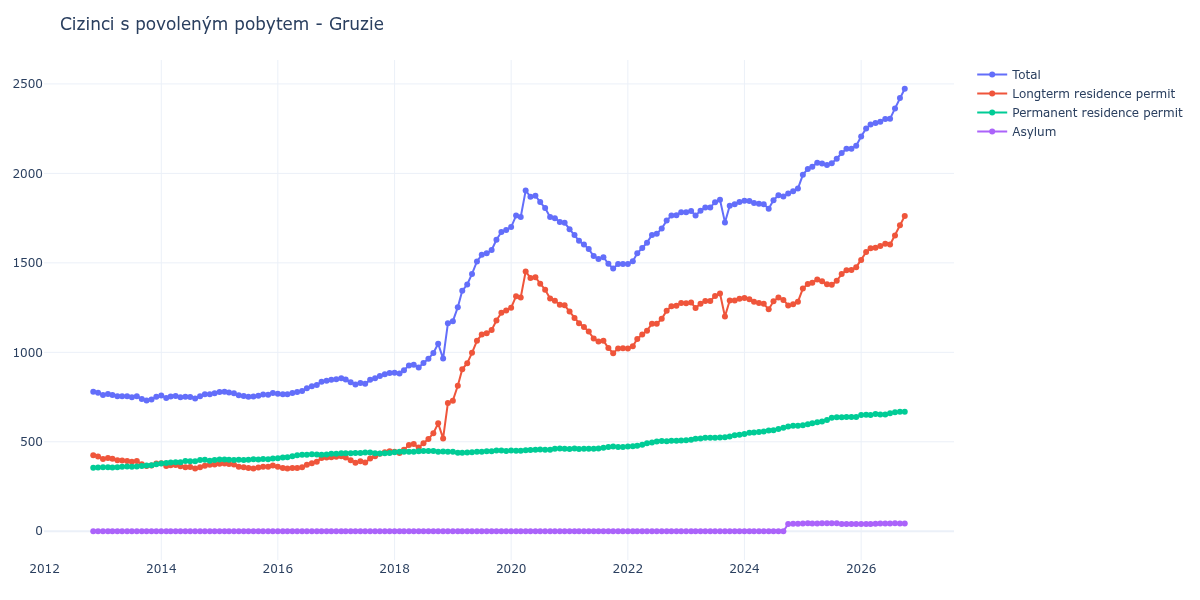 Cizinci s povoleným pobytem - Gruzie
Total
Longterm residence permit
Permanent residence permit
Asylum
2500
2000
1500
1000
500
0
2012
2014
2016
2018
2020
2022
2024
2026